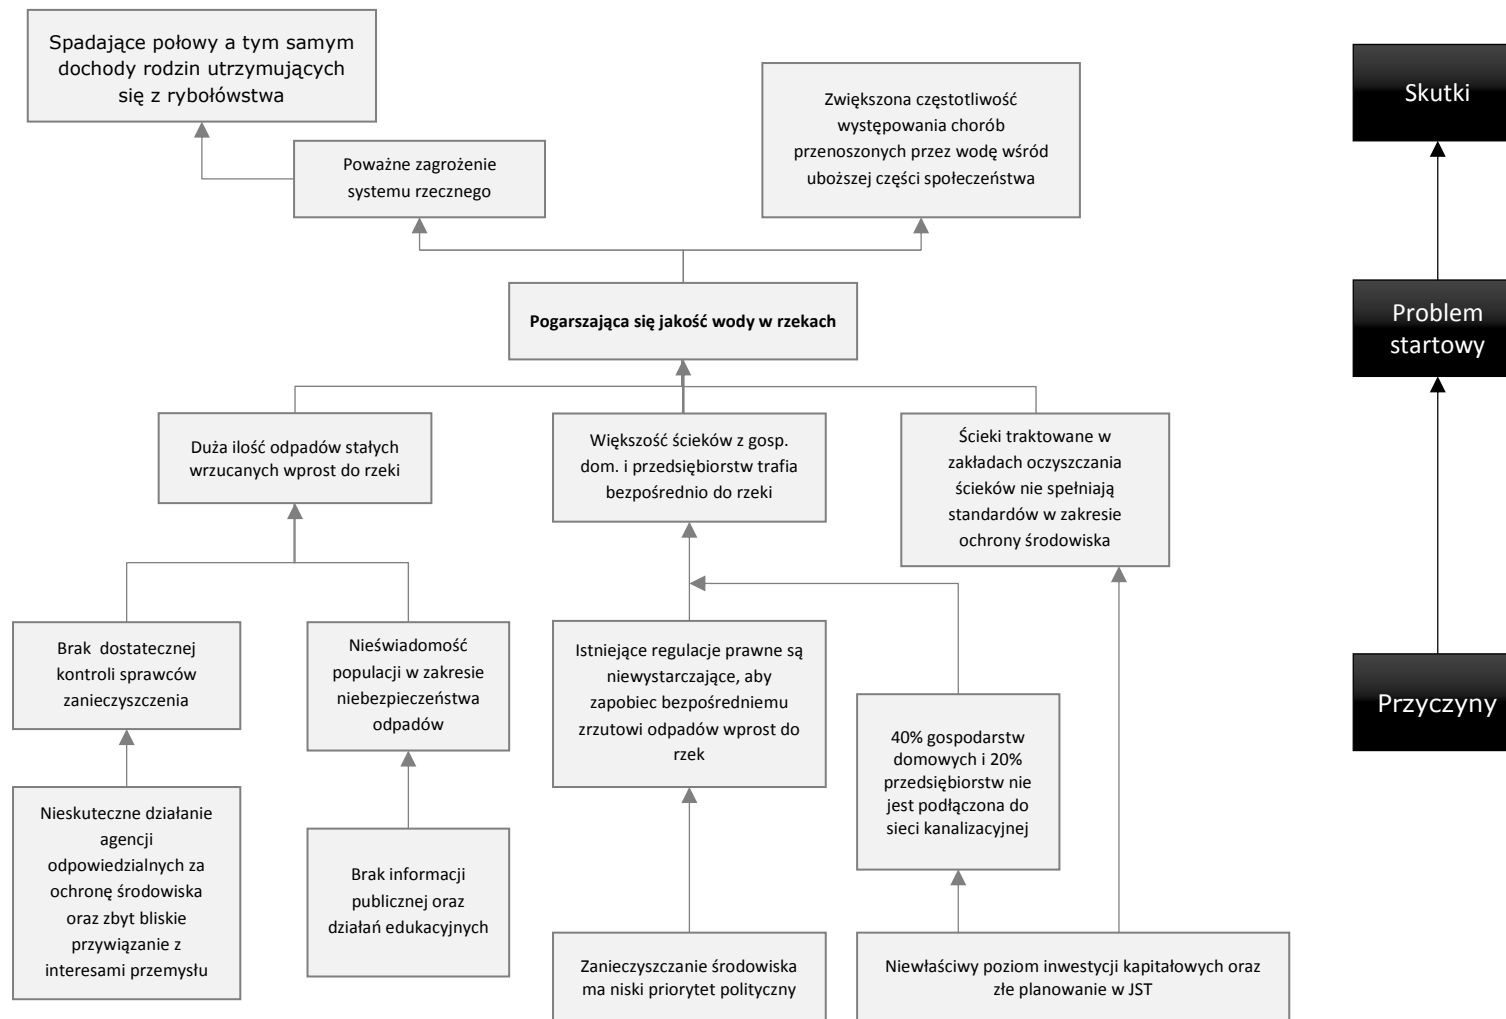 Spadające połowy a tym samym
dochody rodzin utrzymujących
się z rybołówstwa
Zwiększona częstotliwość
występowania chorób
przenoszonych przez wodę wśród
uboższej części społeczeństwa
Skutki
Poważne zagrożenie
systemu rzecznego
Pogarszająca się jakość wody w rzekach
Problem
startowy
Duża ilość odpadów stałych
wrzucanych wprost do rzeki
Większość ścieków z gosp.
dom. i przedsiębiorstw trafia
bezpośrednio do rzeki
Ścieki traktowane w
zakładach oczyszczania
ścieków nie spełniają
standardów w zakresie
ochrony środowiska
Brak dostatecznej
kontroli sprawców
zanieczyszczenia
Nieświadomość
populacji w zakresie
niebezpieczeństwa
odpadów
Istniejące regulacje prawne są
niewystarczające, aby
zapobiec bezpośredniemu
zrzutowi odpadów wprost do
rzek
40% gospodarstw
domowych i 20%
przedsiębiorstw nie
jest podłączona do
sieci kanalizacyjnej
Przyczyny
Nieskuteczne działanie
agencji
odpowiedzialnych za
ochronę środowiska
oraz zbyt bliskie
przywiązanie z
interesami przemysłu
Brak informacji
publicznej oraz
działań edukacyjnych
Zanieczyszczanie środowiska
ma niski priorytet polityczny
Niewłaściwy poziom inwestycji kapitałowych oraz
złe planowanie w JST